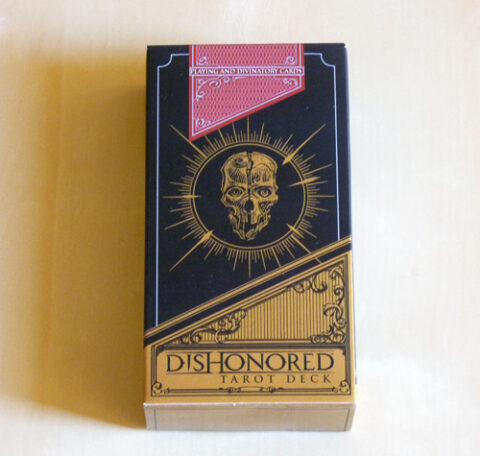 PLAYING AND DIVINATORY CARDS
DISHONORED
TAROT DECK